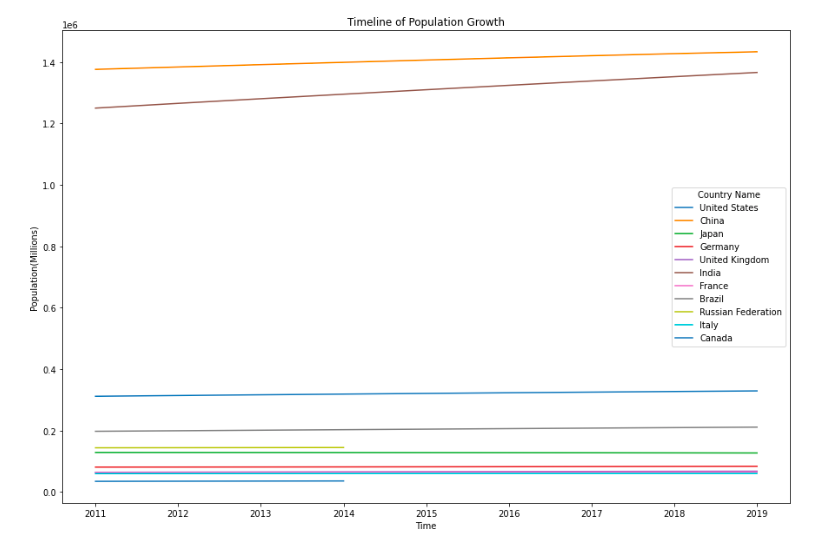 Timeline of Population Growth
1e6
1.4
1.2
1.0
0.8
0.6
0.4
0.2
0.0
Population(Millions)
Country Name
United States
China
Japan
Germany
United Kingdom
India
France
Brazil
Russian Federation
Italy
Canada
2011 2012 2013 2014 2015 2016 2017 2018 2019
Time